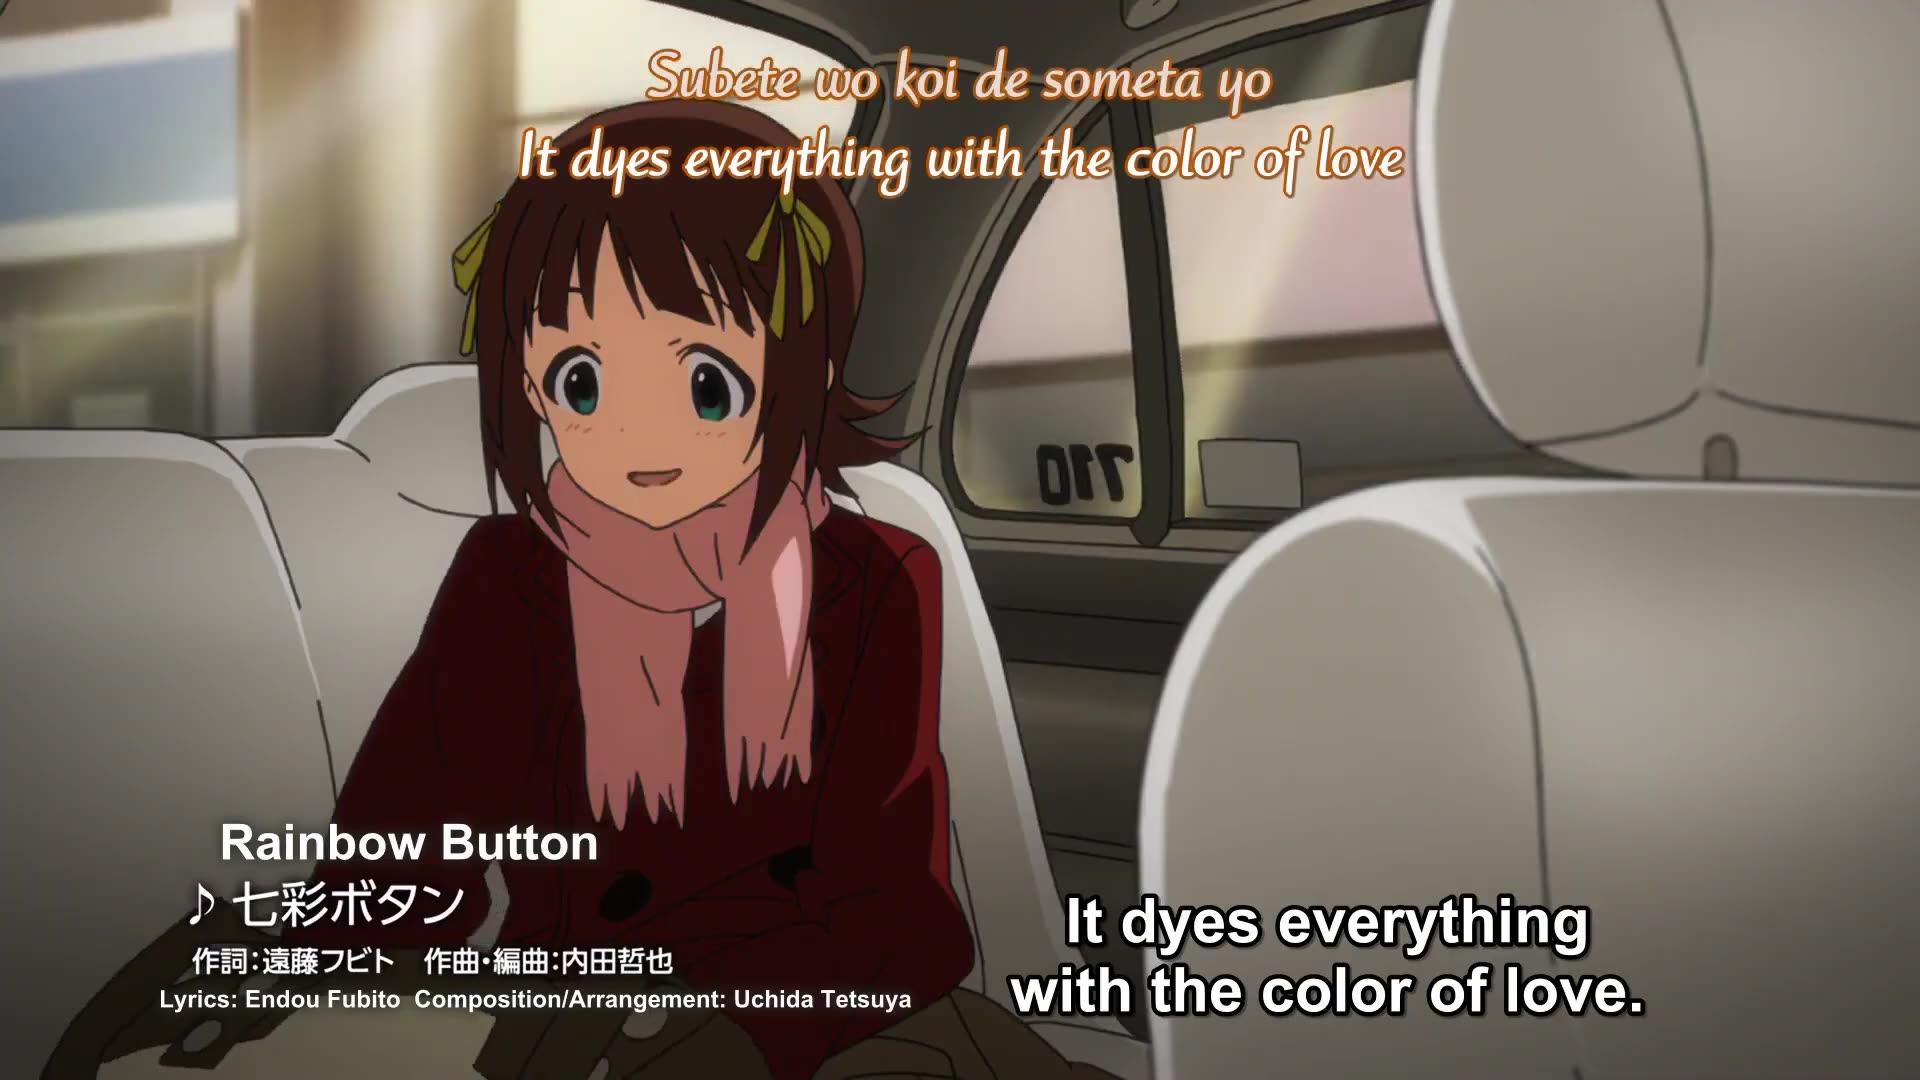 Subete wo koi de someta yo
It dyes everything with the color of love
710
Rainbow Button
♪ 七彩ボタン
作詞:遠藤フビト 作曲・編曲:内田哲也
Lyrics: Endou Fubito Composition/Arrangement: Uchida Tetsuya
It dyes everything
with the color of love.